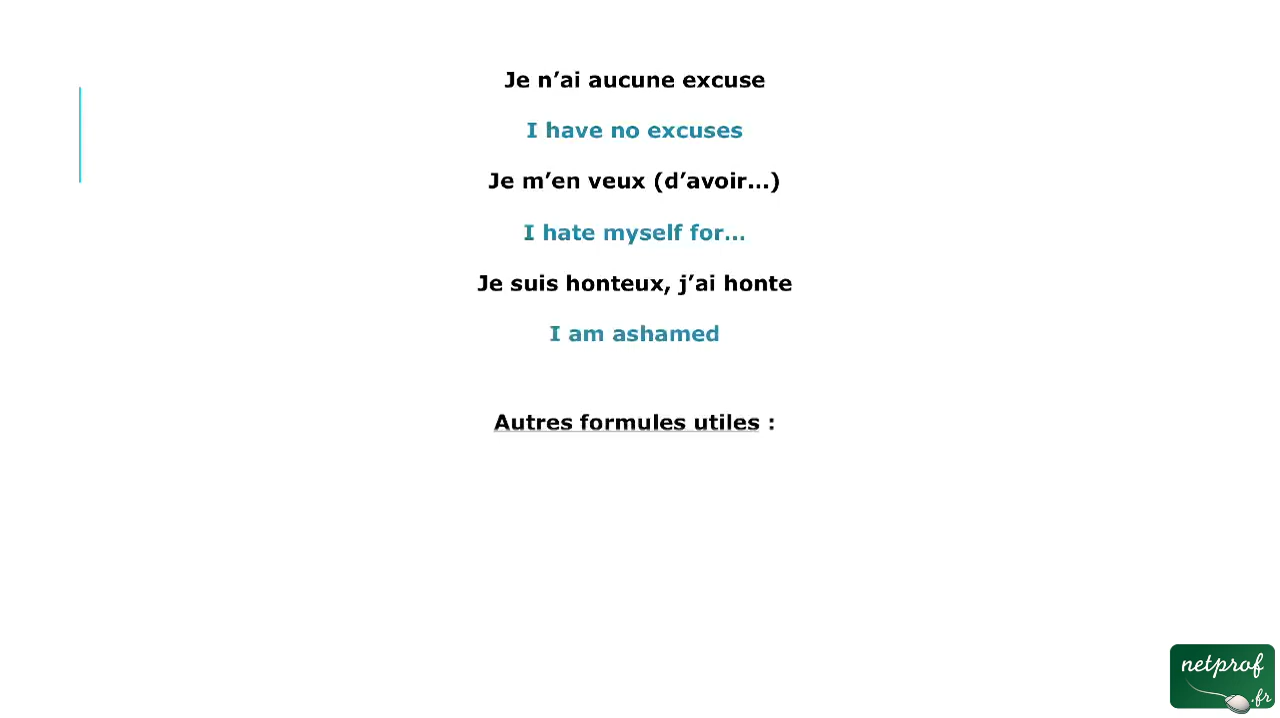 Je n’ai aucune excuse
I have no excuses
Je m’en veux (d’avoir...)
I hate myself for...
Je suis honteux, j’ai honte
I am ashamed
Autres formules utiles :
netprof
.fr